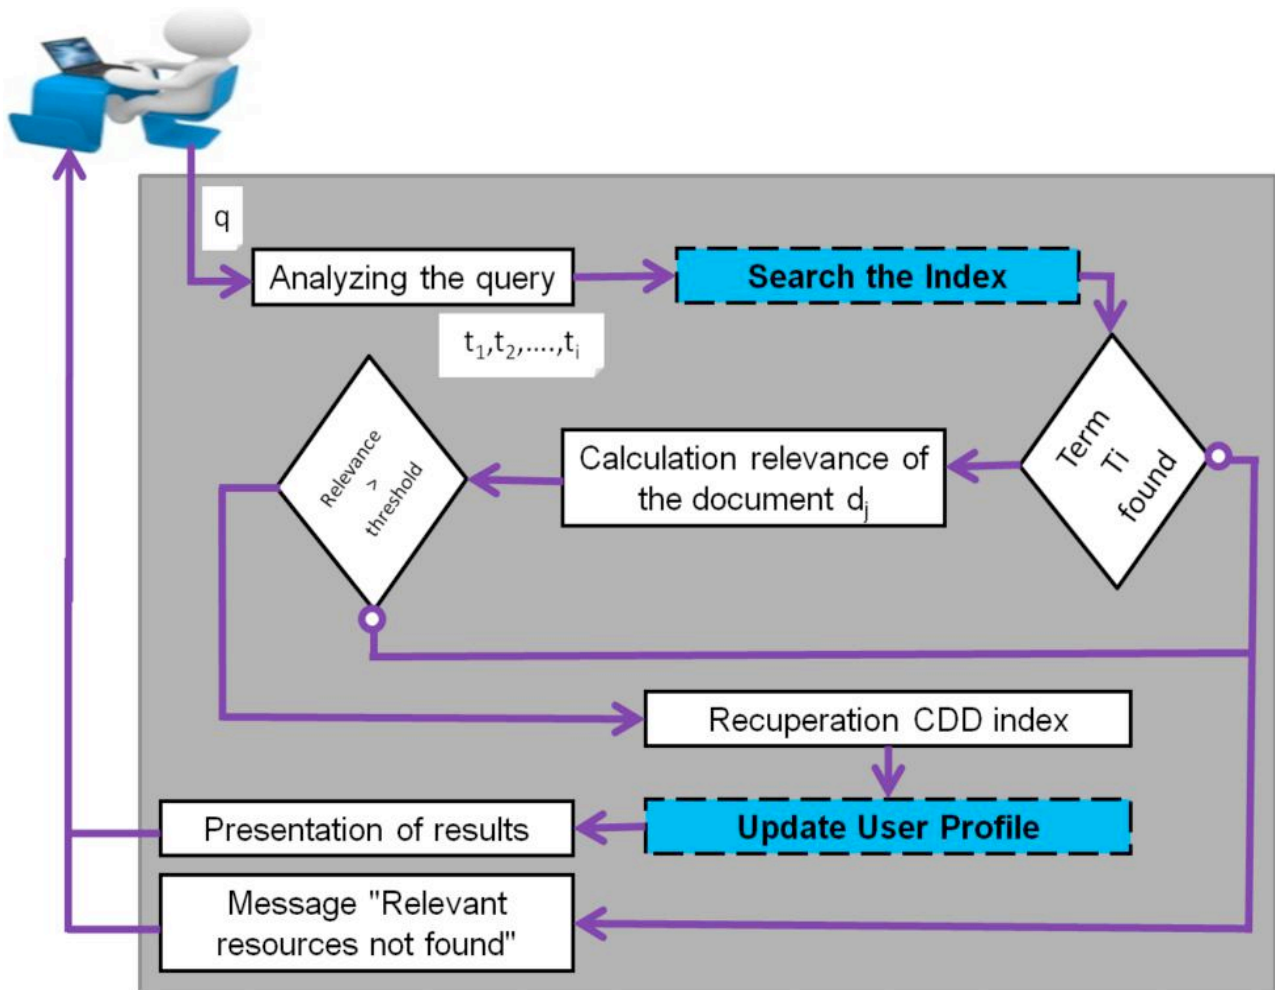 q
Analyzing the query
Search the Index
t₁,t₂,....,tᵢ
Term
Ti
found
Calculation relevance of
the document dⱼ
Relevance
>
threshold
Recuperation CDD index
Update User Profile
Presentation of results
Message "Relevant
resources not found"